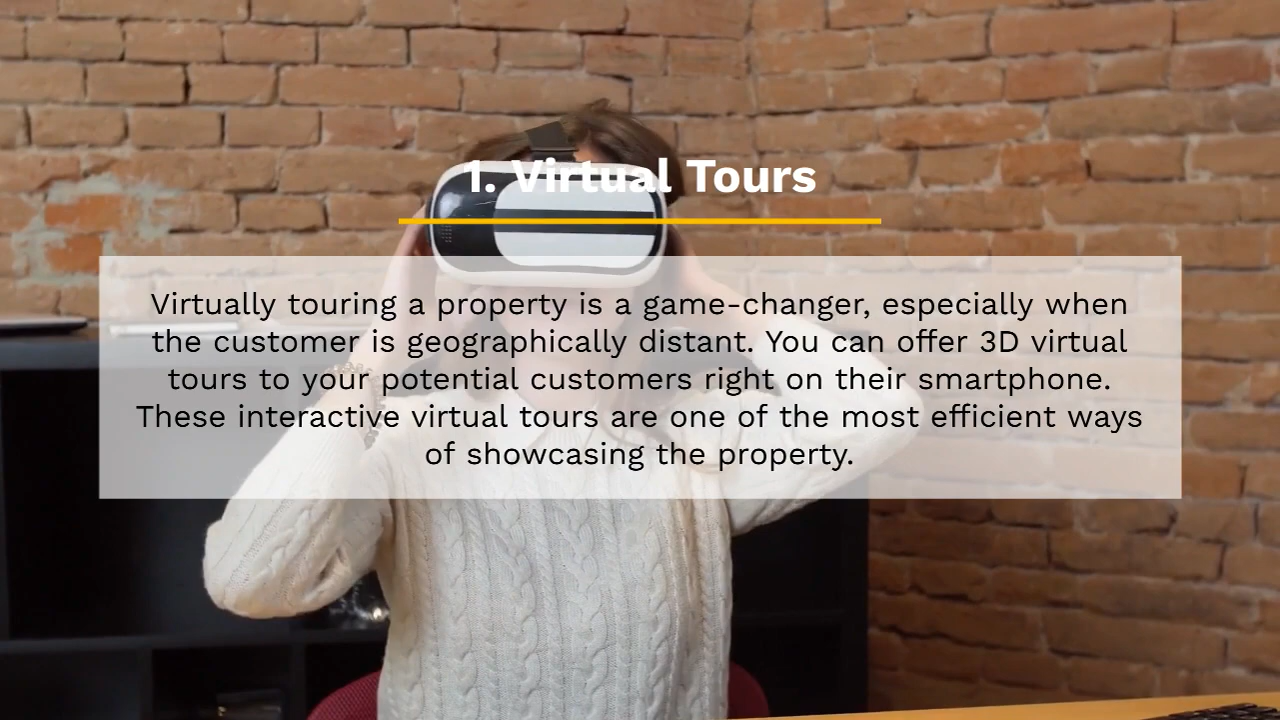 1. Virtual Tours
Virtually touring a property is a game-changer, especially when
the customer is geographically distant. You can offer 3D virtual
tours to your potential customers right on their smartphone.
These interactive virtual tours are one of the most efficient ways
of showcasing the property.